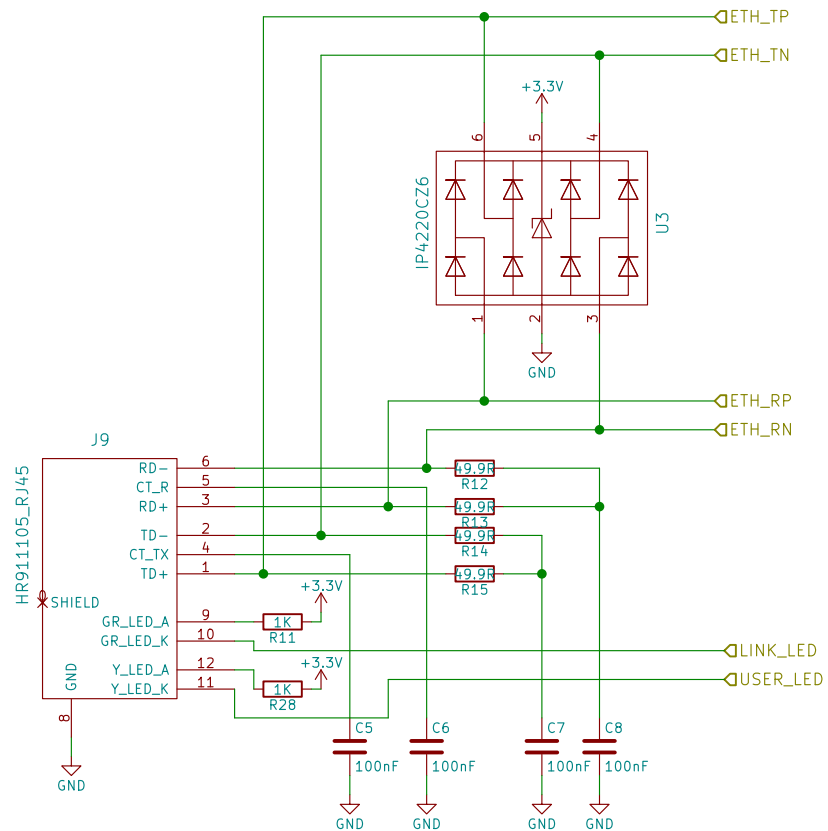 ETH_TP
ETH_TN
+3.3V
6
5
4
IP4220CZ6
U3
1
2
3
GND
ETH_RP
ETH_RN
J9
HR911105_RJ45
RD- 6
49.9R
R12
CT_R 5
RD+ 3
49.9R
R13
TD- 2
49.9R
R14
CT_TX 4
TD+ 1
49.9R
R15
SHIELD
+3.3V
GR_LED_A 9
1K
R11
GR_LED_K 10
LINK_LED
+3.3V
Y_LED_A 12
Y_LED_K 11
1K
R28
USER_LED
GND
8
GND
C5
100nF
GND
C6
100nF
GND
C7
100nF
GND
C8
100nF
GND